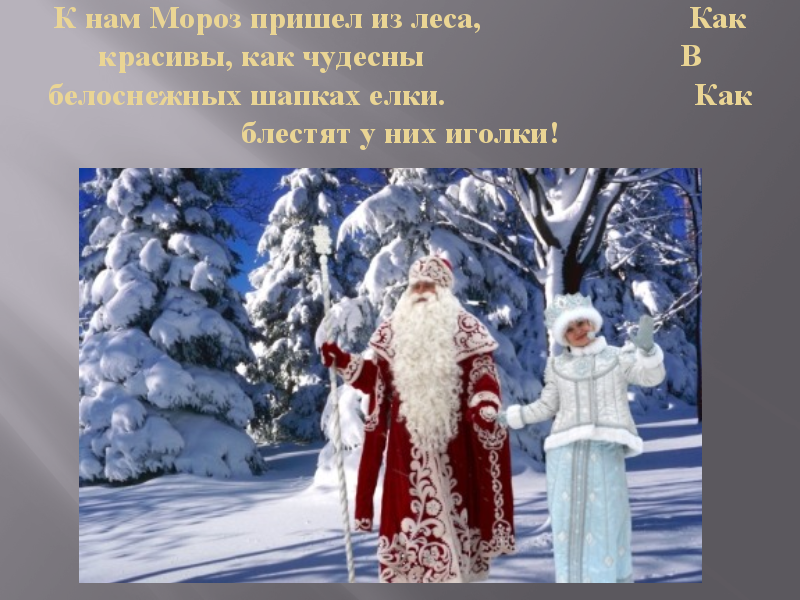 К нам Мороз пришел из леса, Как
красивы, как чудесны В
белоснежных шапках елки. Как
блестят у них иголки!